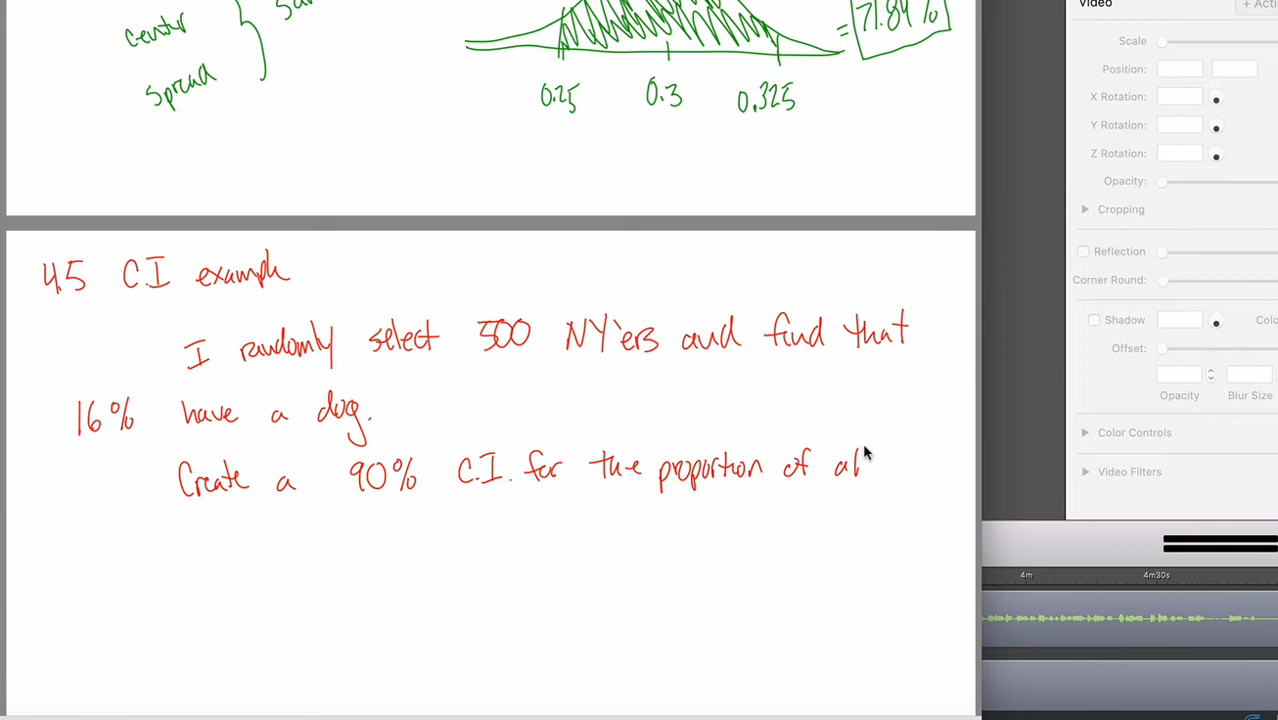 Video
+ Actio
center
= 71.84%
Scale
spread
Position:
0.25 0.3 0.325
X Rotation:
Y Rotation:
Z Rotation:
Opacity:
Cropping
4.5 C.I example
Reflection
Corner Round:
I randomly select 500 NY'ers and find that
Shadow Colo
Offset:
16% have a dog.
Opacity Blur Size
Color Controls
Create a 90% C.I. for the proportion of al
Video Filters
4m 4m30s